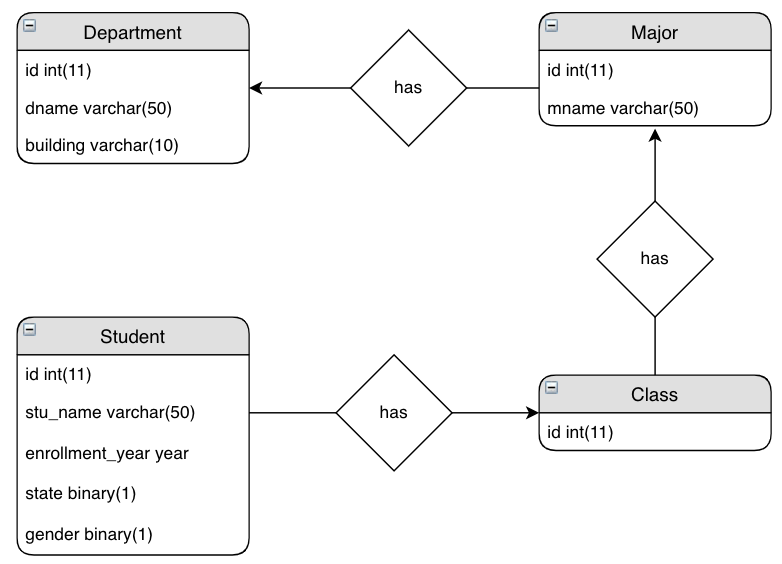 Department
id int(11)
dname varchar(50)
building varchar(10)
has
Major
id int(11)
mname varchar(50)
has
Student
id int(11)
stu_name varchar(50)
enrollment_year year
state binary(1)
gender binary(1)
has
Class
id int(11)